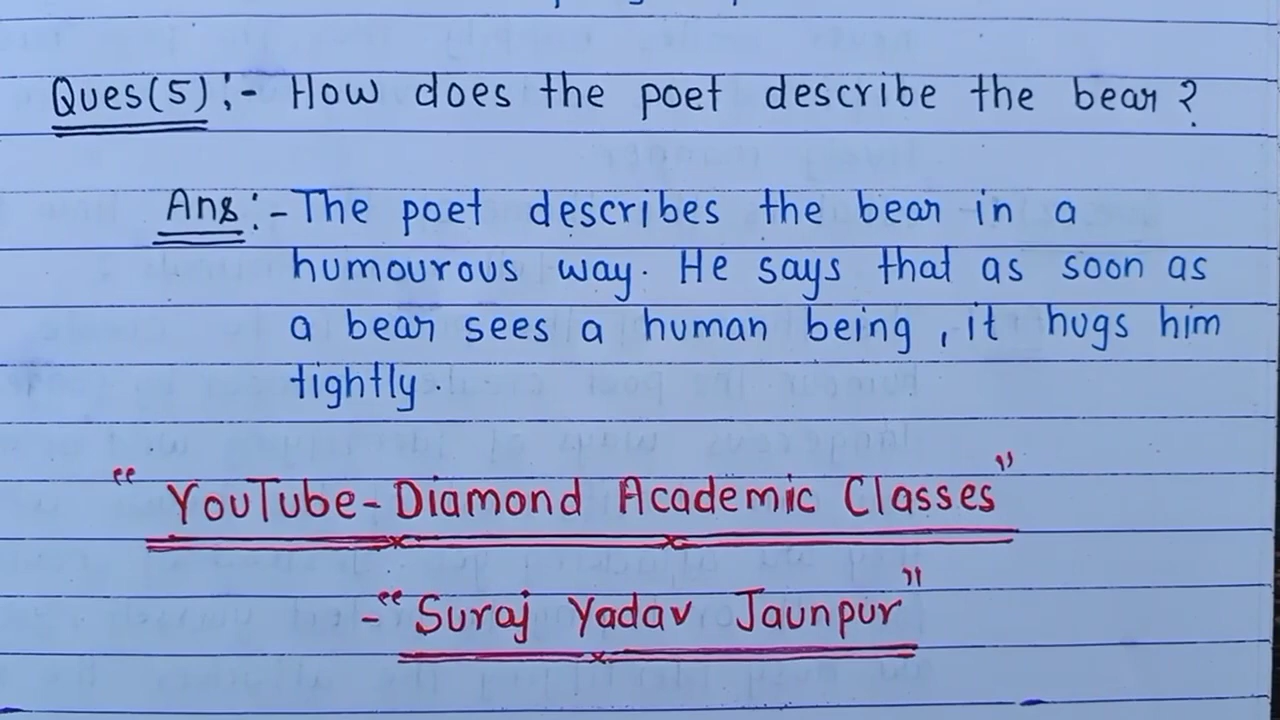 Ques(5):- How does the poet describe the bear?
Ans:- The poet describes the bear in a
humourous way. He says that as soon as
a bear sees a human being, it hugs him
tightly.
"YouTube-Diamond Academic Classes"
-"Suraj Yadav Jaunpur"